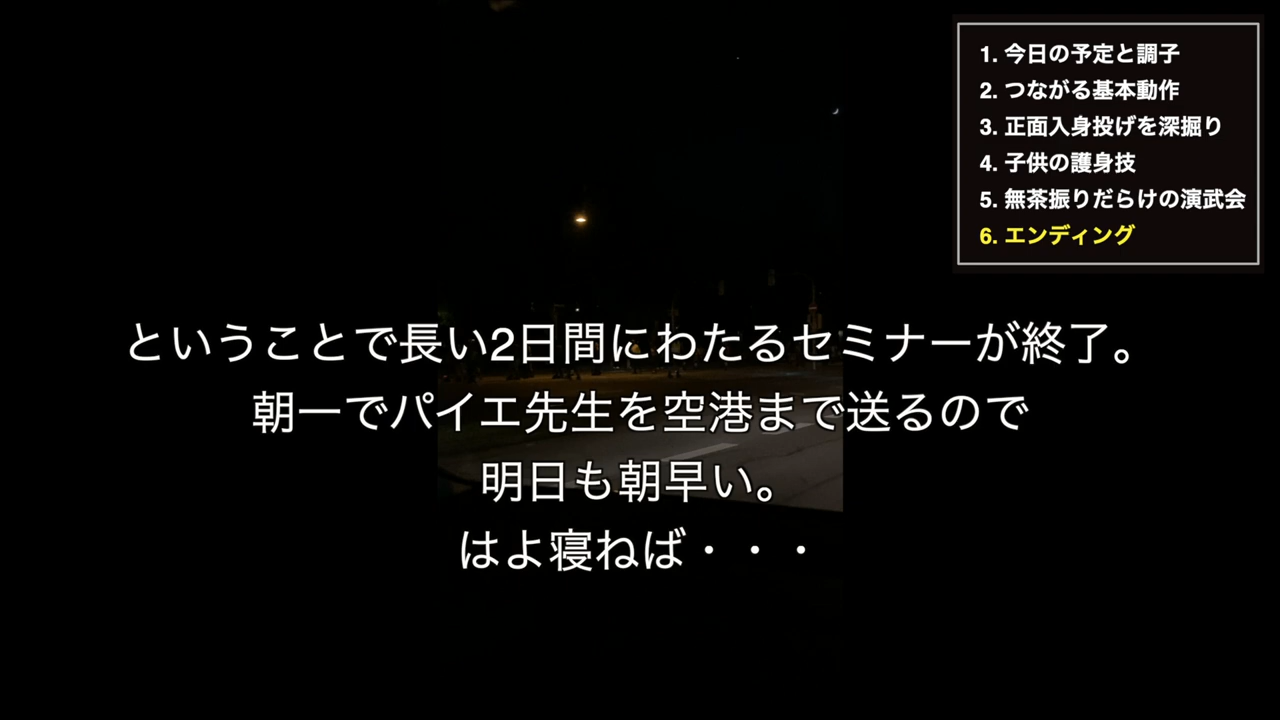 1. 今日の予定と調子
2. つながる基本動作
3. 正面入身投げを深掘り
4. 子供の護身技
5. 無茶振りだらけの演武会
6. エンディング
ということで長い2日間にわたるセミナーが終了。
朝一でパイエ先生を空港まで送るので
明日も朝早い。
はよ寝ねば・・・